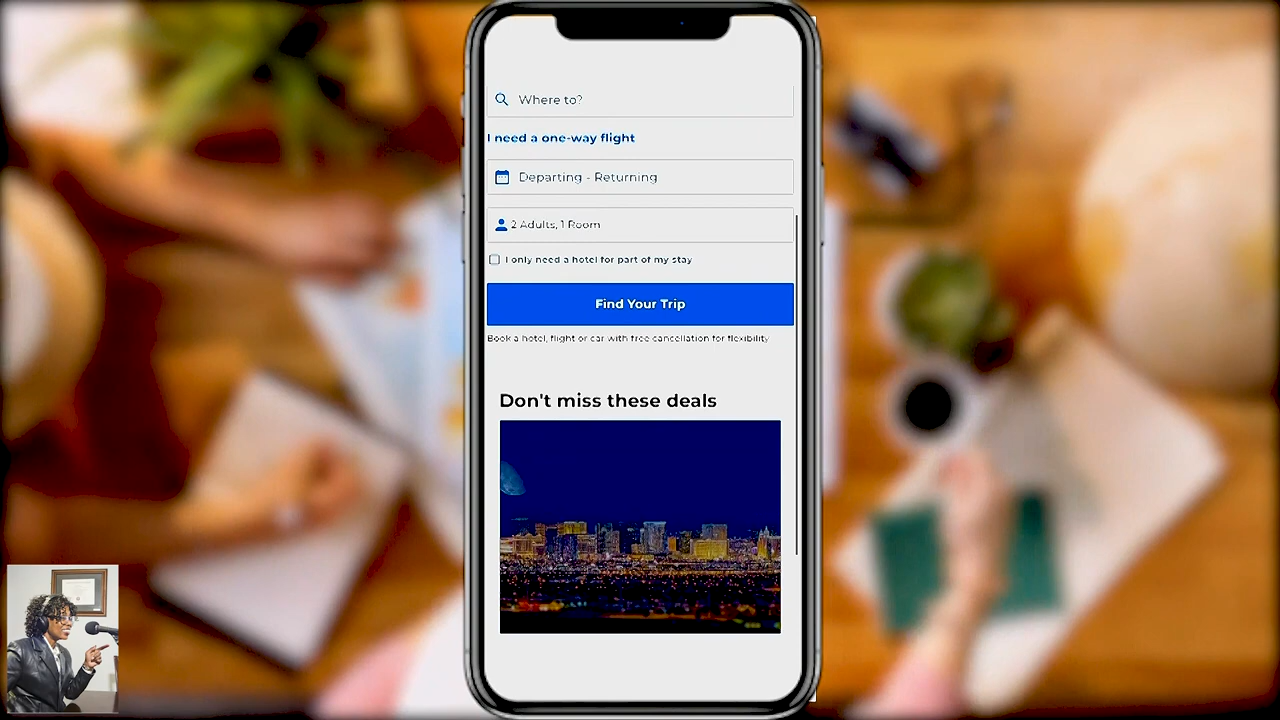 Where to?
I need a one-way flight
Departing - Returning
2 Adults, 1 Room
I only need a hotel for part of my stay
Find Your Trip
Book a hotel, flight or car with free cancellation for flexibility
Don't miss these deals